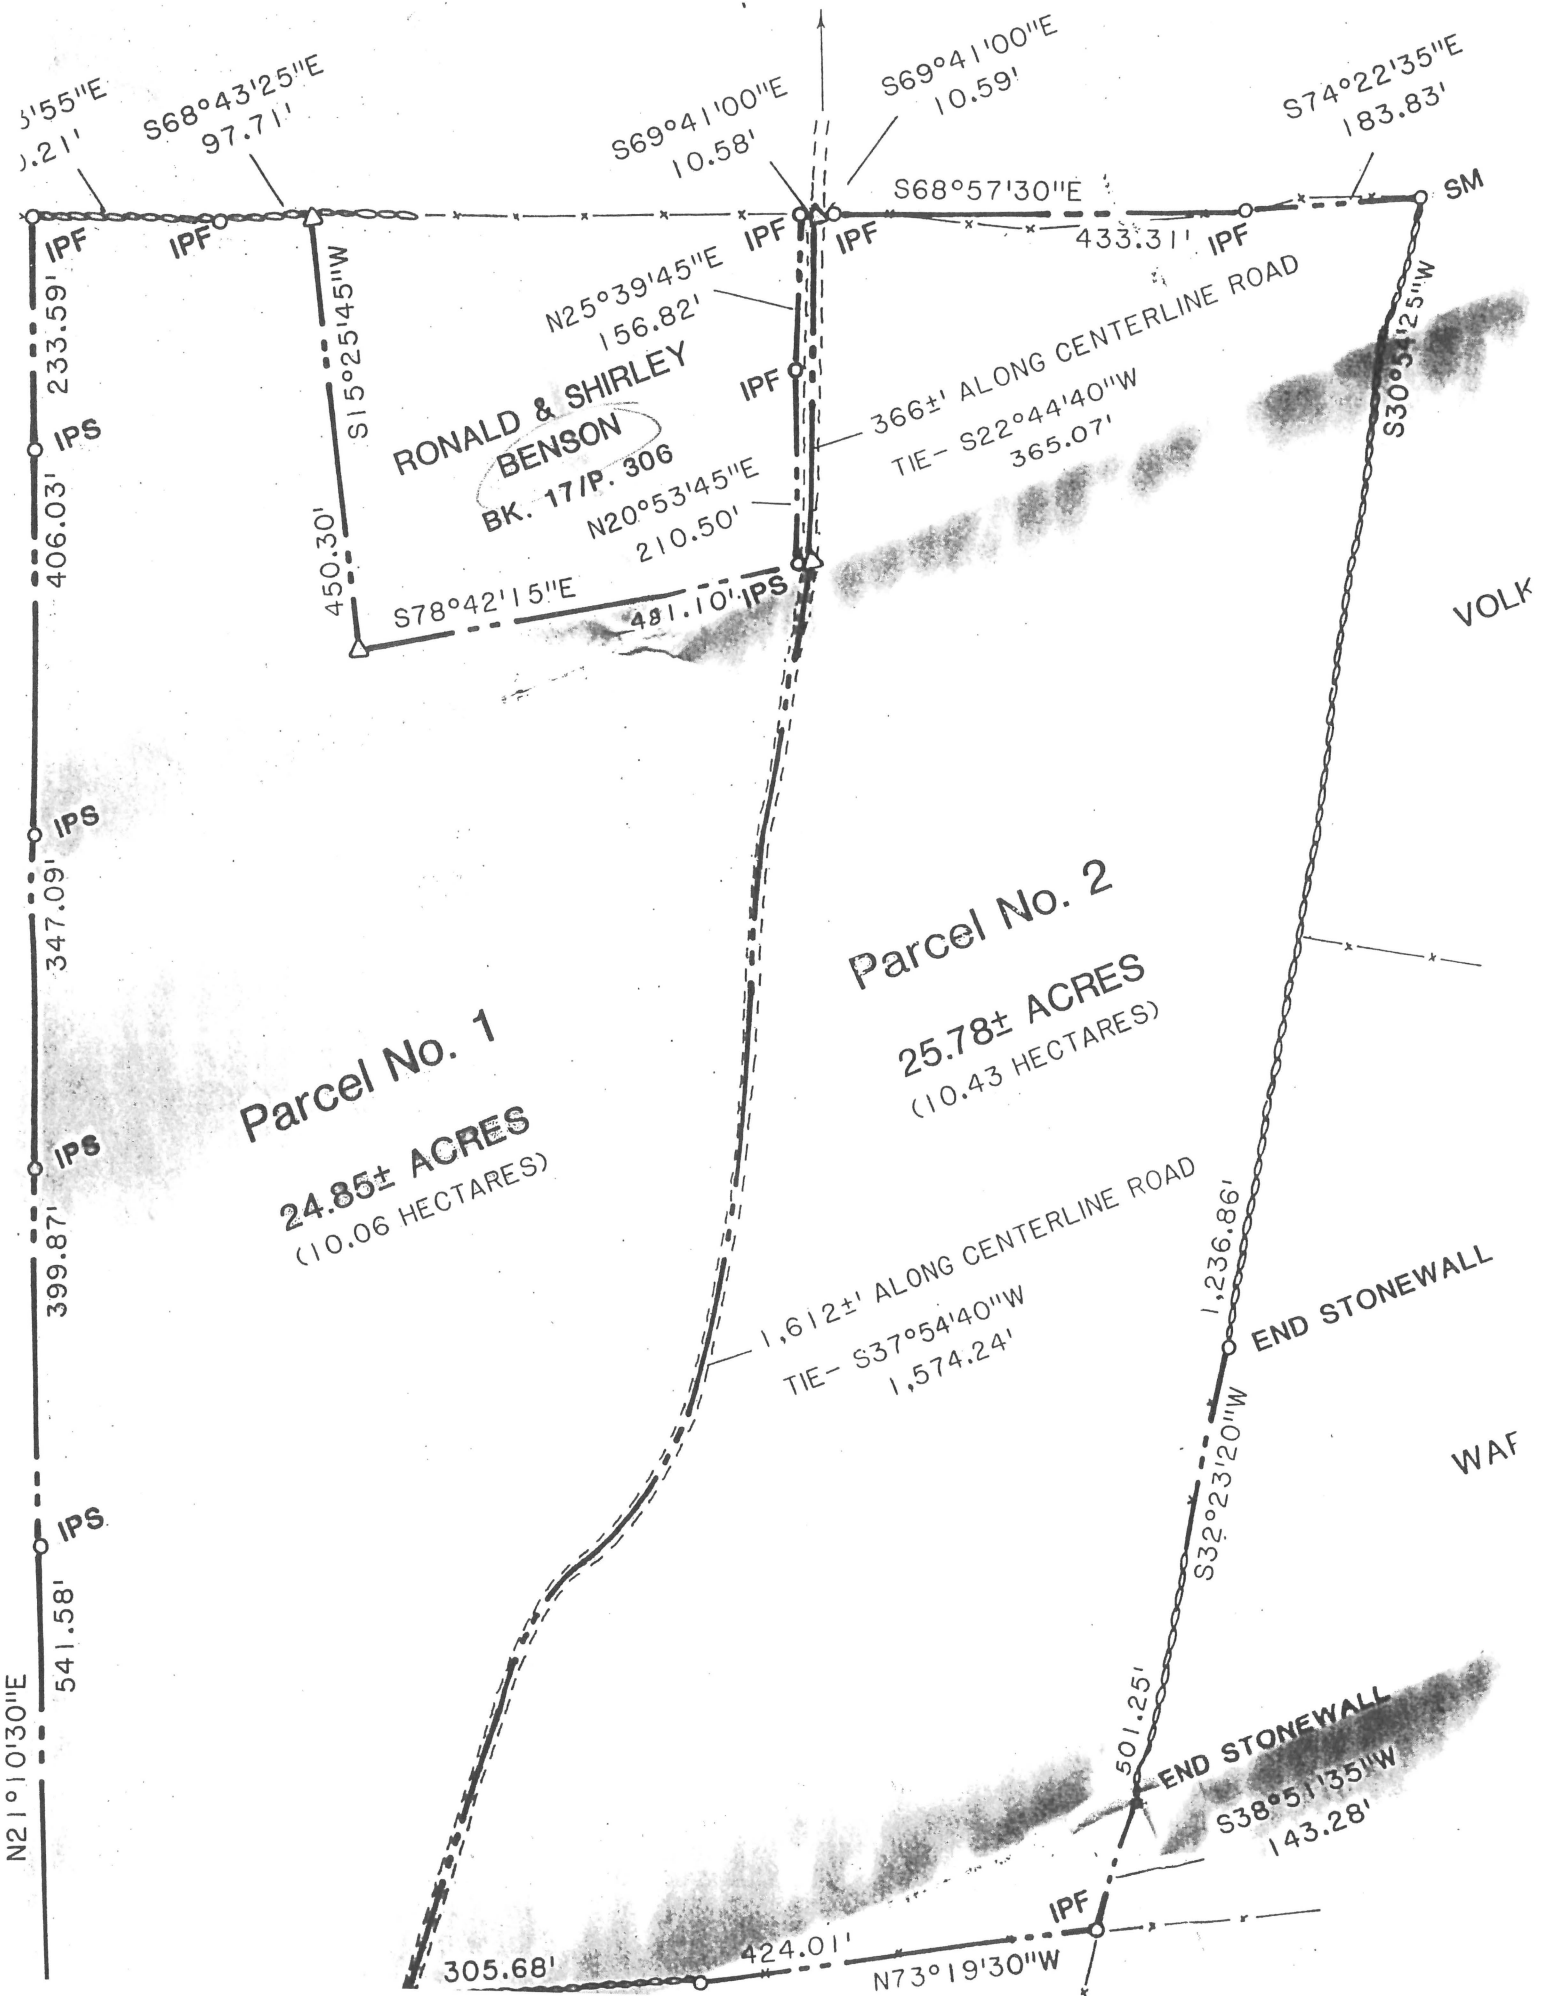 5'55"E
.21'
S68°43'25"E
97.71'
S69°41'00"E
10.58'
S69°41'00"E
10.59'
S74°22'35"E
183.83'
S68°57'30"E
433.31'
SM
IPF
IPF
IPF
IPF
IPF
233.59'
S15°25'45"W
450.30'
N25°39'45"E
156.82'
RONALD & SHIRLEY
BENSON
BK. 17/P. 306
IPF
N20°53'45"E
210.50'
366±' ALONG CENTERLINE ROAD
TIE- S22°44'40"W
365.07'
S30°54'25"W
IPS
406.03'
S78°42'15"E
491.10'
IPS
VOLK
IPS
347.09'
Parcel No. 2
25.78± ACRES
(10.43 HECTARES)
Parcel No. 1
24.85± ACRES
(10.06 HECTARES)
IPS
399.87'
1,236.86'
1,612±' ALONG CENTERLINE ROAD
TIE- S37°54'40"W
1,574.24'
END STONEWALL
S32°23'20"W
WAF
IPS
541.58'
N21°10'30"E
501.25'
END STONEWALL
S38°51'35"W
143.28'
IPF
305.68'
424.01'
N73°19'30"W